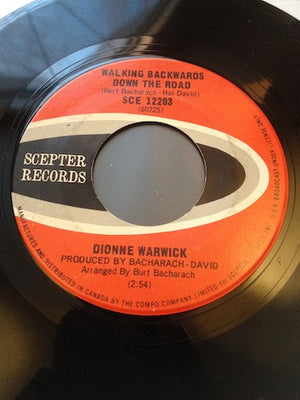 WALKING BACKWARDS
DOWN THE ROAD
(Burt Bacharach - Hal David)
SCE 12203
(60725)
SCEPTER
RECORDS
DIONNE WARWICK
PRODUCED BY BACHARACH-DAVID
Arranged By Burt Bacharach
(2:54)
MANUFACTURED AND DISTRIBUTED IN CANADA BY THE COMPO COMPANY LIMITED